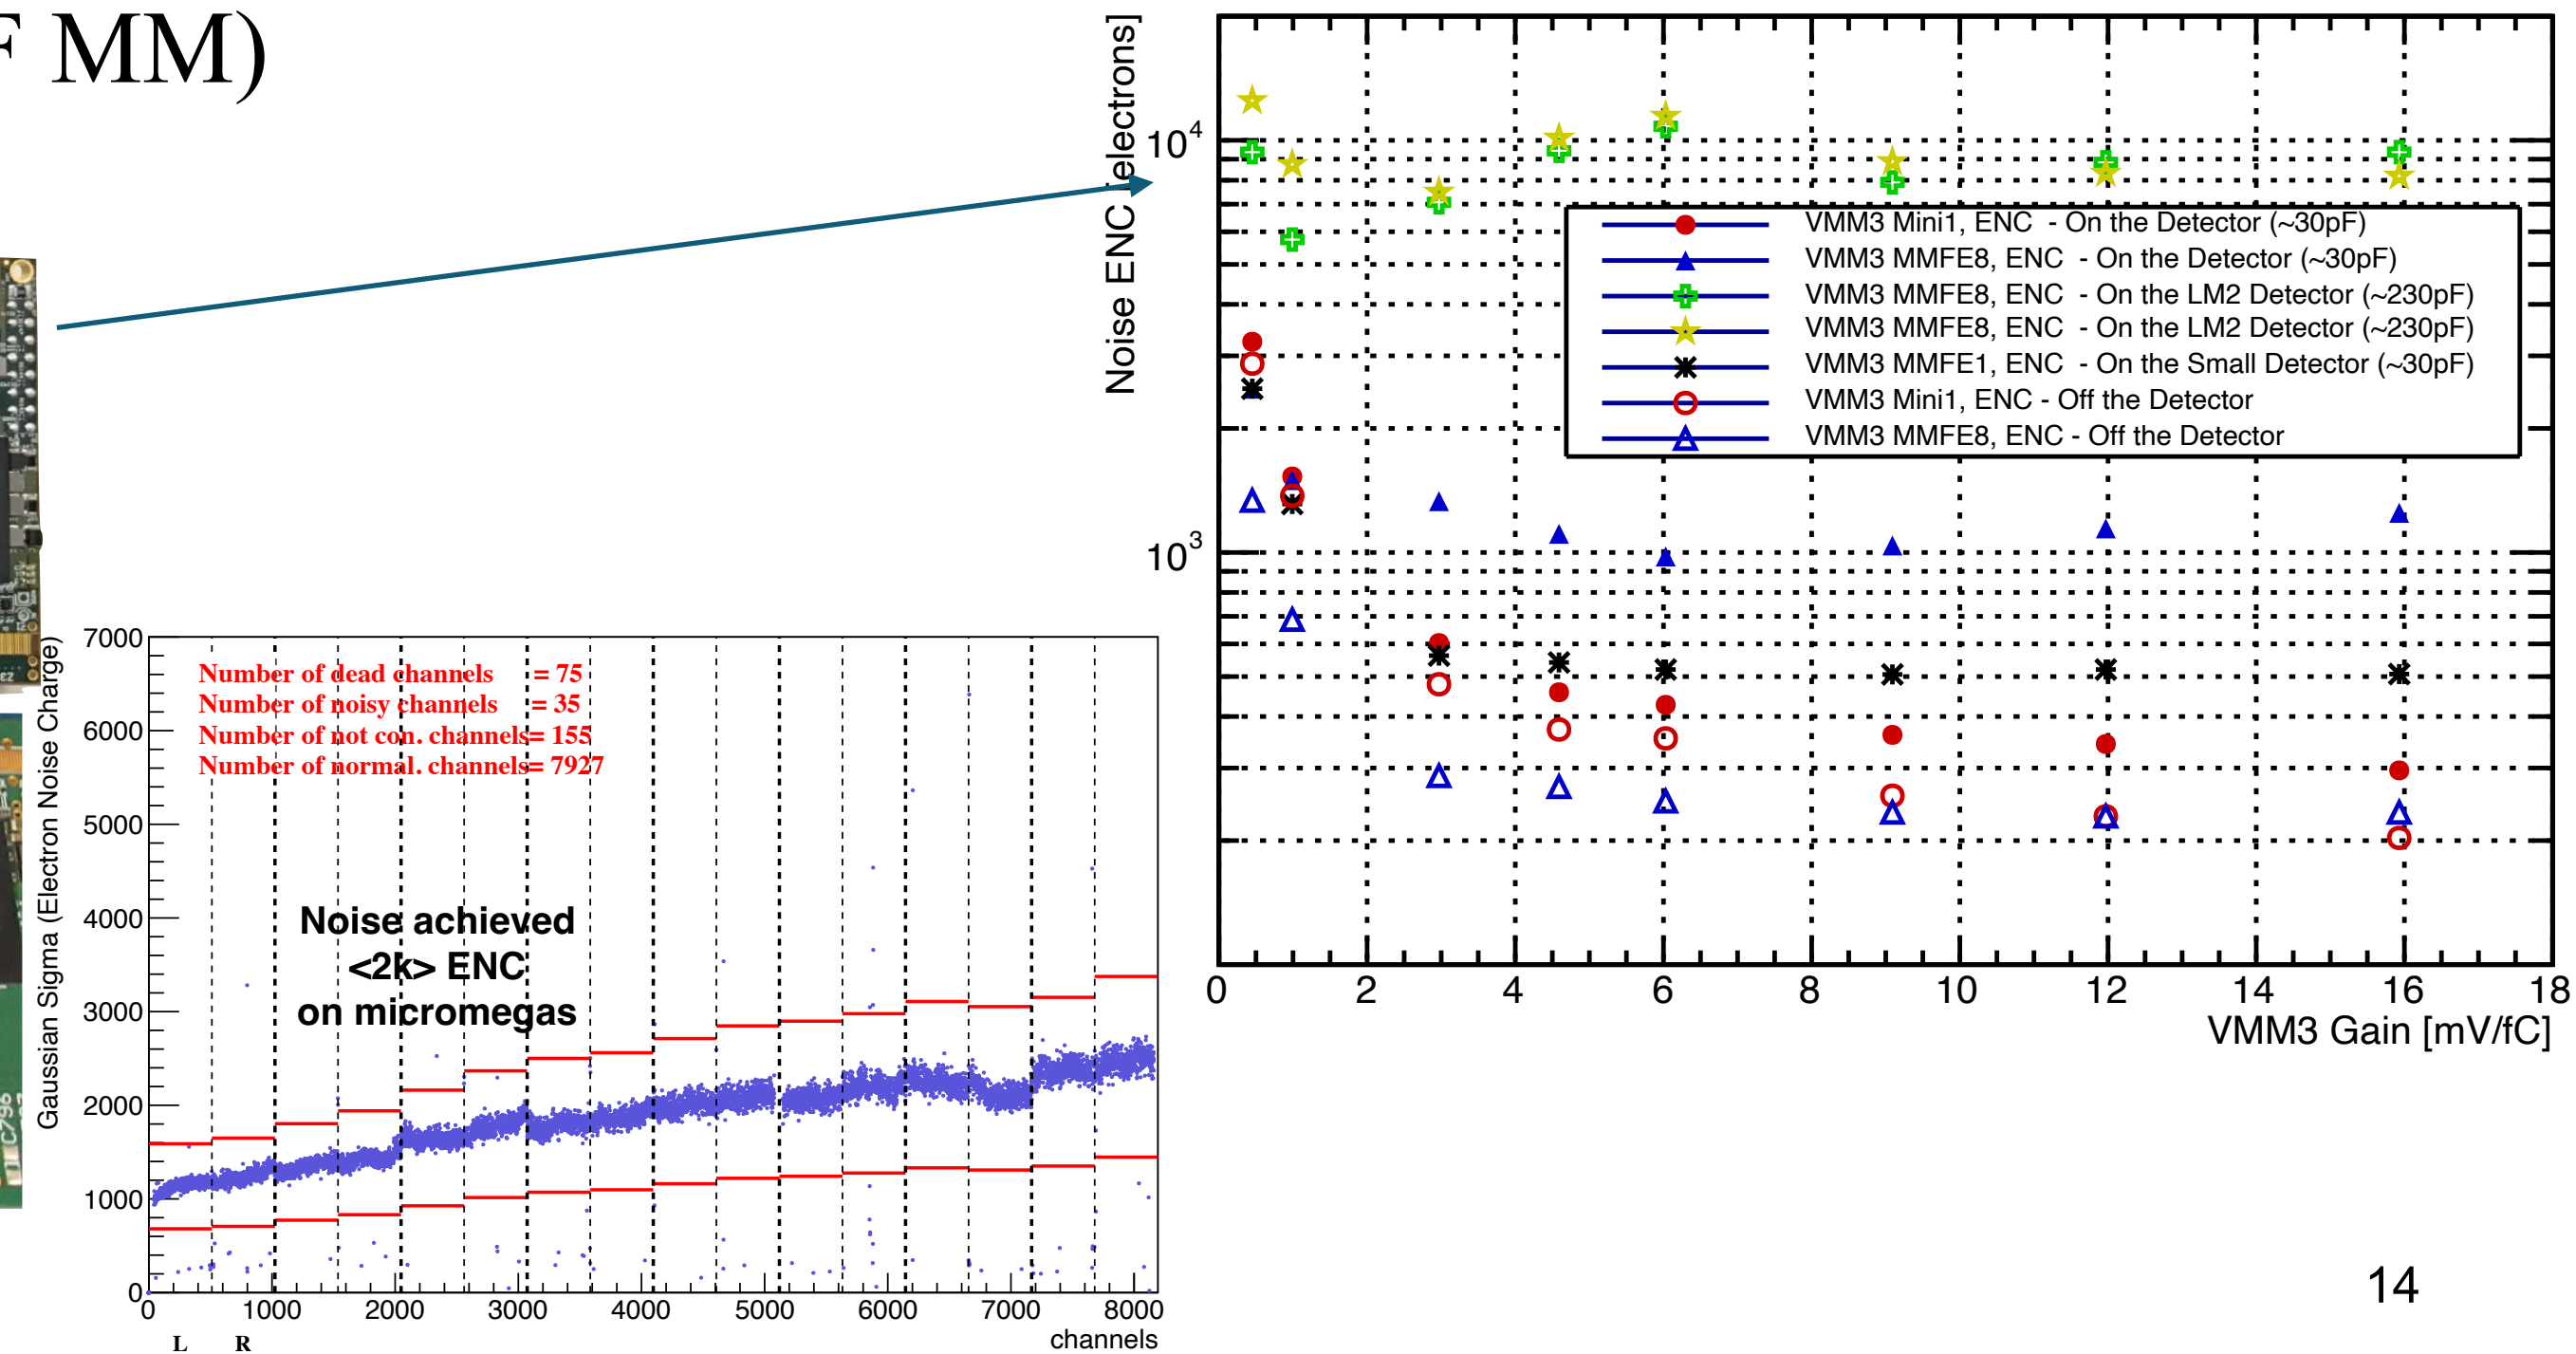 F MM)
Noise ENC [electrons]
10^4
10^3
VMM3 Mini1, ENC - On the Detector (~30pF)
VMM3 MMFE8, ENC - On the Detector (~30pF)
VMM3 MMFE8, ENC - On the LM2 Detector (~230pF)
VMM3 MMFE8, ENC - On the LM2 Detector (~230pF)
VMM3 MMFE1, ENC - On the Small Detector (~30pF)
VMM3 Mini1, ENC - Off the Detector
VMM3 MMFE8, ENC - Off the Detector
0 2 4 6 8 10 12 14 16 18
VMM3 Gain [mV/fC]
Gaussian Sigma (Electron Noise Charge)
7000
6000
5000
4000
3000
2000
1000
0
Number of dead channels = 75
Number of noisy channels = 35
Number of not con. channels= 155
Number of normal. channels= 7927
Noise achieved
<2k> ENC
on micromegas
0 1000 2000 3000 4000 5000 6000 7000 8000
L R
channels
14